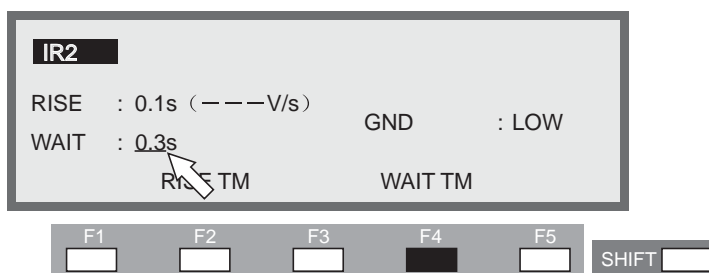 IR2
RISE : 0.1s (－－－V/s)
GND : LOW
WAIT : 0.3s
RISE TM WAIT TM
F1 F2 F3 F4 F5
SHIFT